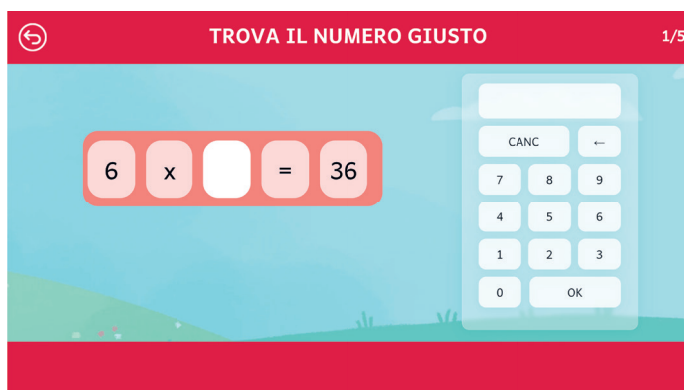 TROVA IL NUMERO GIUSTO
1/5
6 x = 36
CANC ←
7 8 9
4 5 6
1 2 3
0 OK